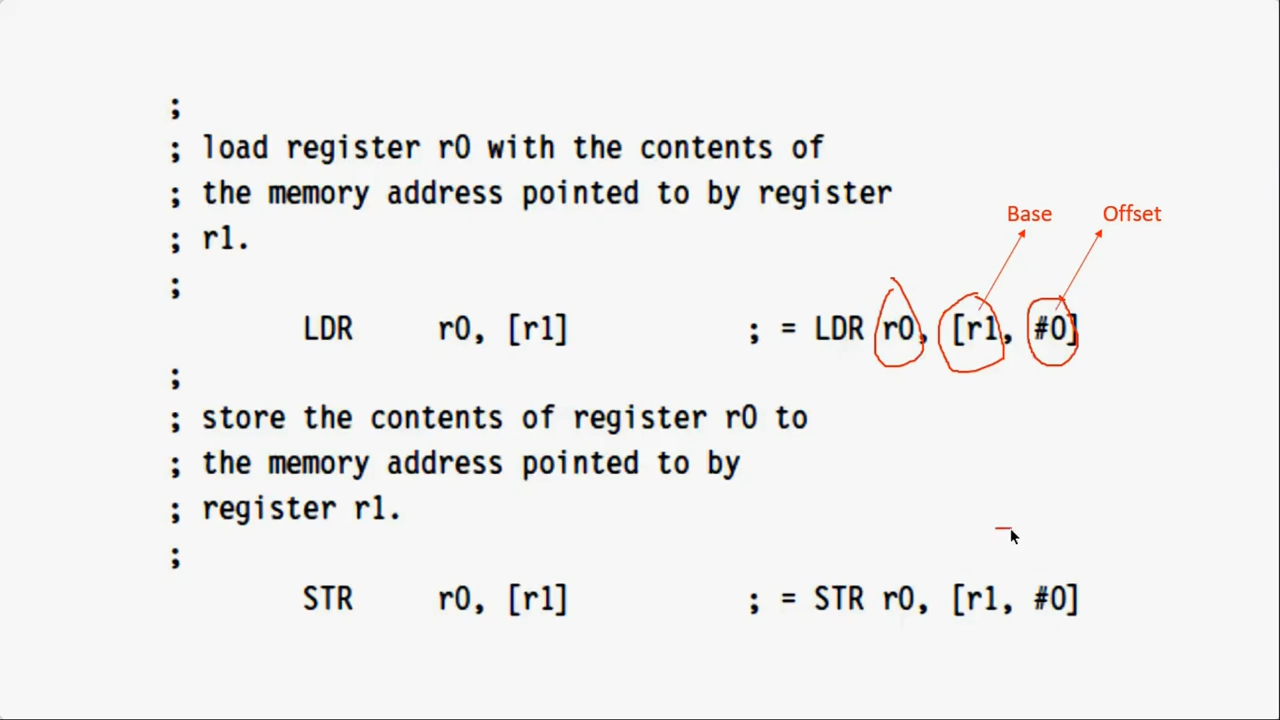 ;
; load register r0 with the contents of
; the memory address pointed to by register
; r1.
Base Offset
;
LDR r0, [r1] ; = LDR r0, [r1, #0]
;
; store the contents of register r0 to
; the memory address pointed to by
; register r1.
;
STR r0, [r1] ; = STR r0, [r1, #0]